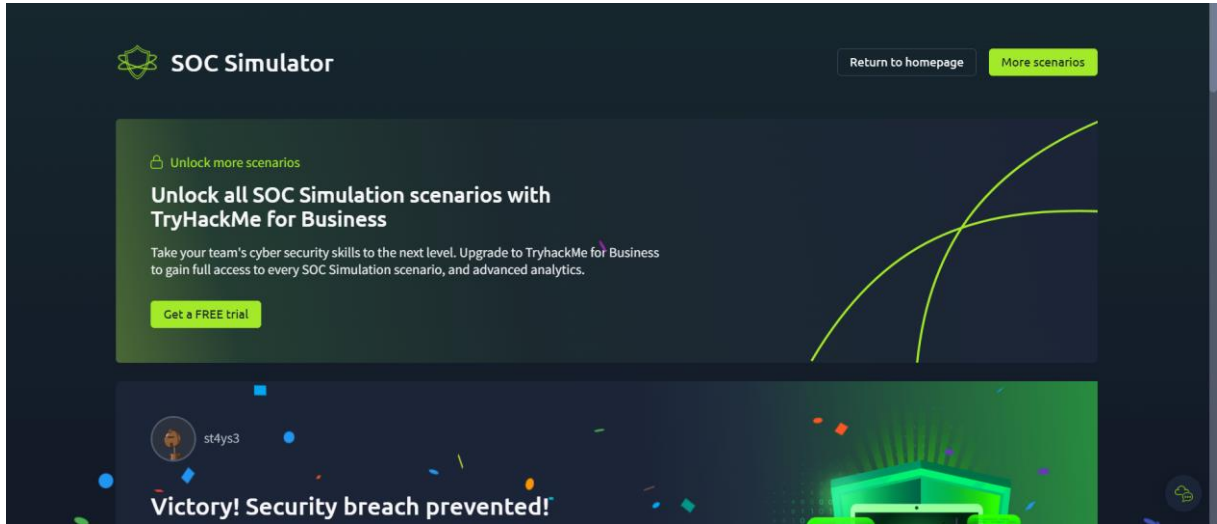 SOC Simulator
Return to homepage
More scenarios
Unlock more scenarios
Unlock all SOC Simulation scenarios with
TryHackMe for Business
Take your team's cyber security skills to the next level. Upgrade to TryhackMe for Business
to gain full access to every SOC Simulation scenario, and advanced analytics.
Get a FREE trial
st4ys3
Victory! Security breach prevented!